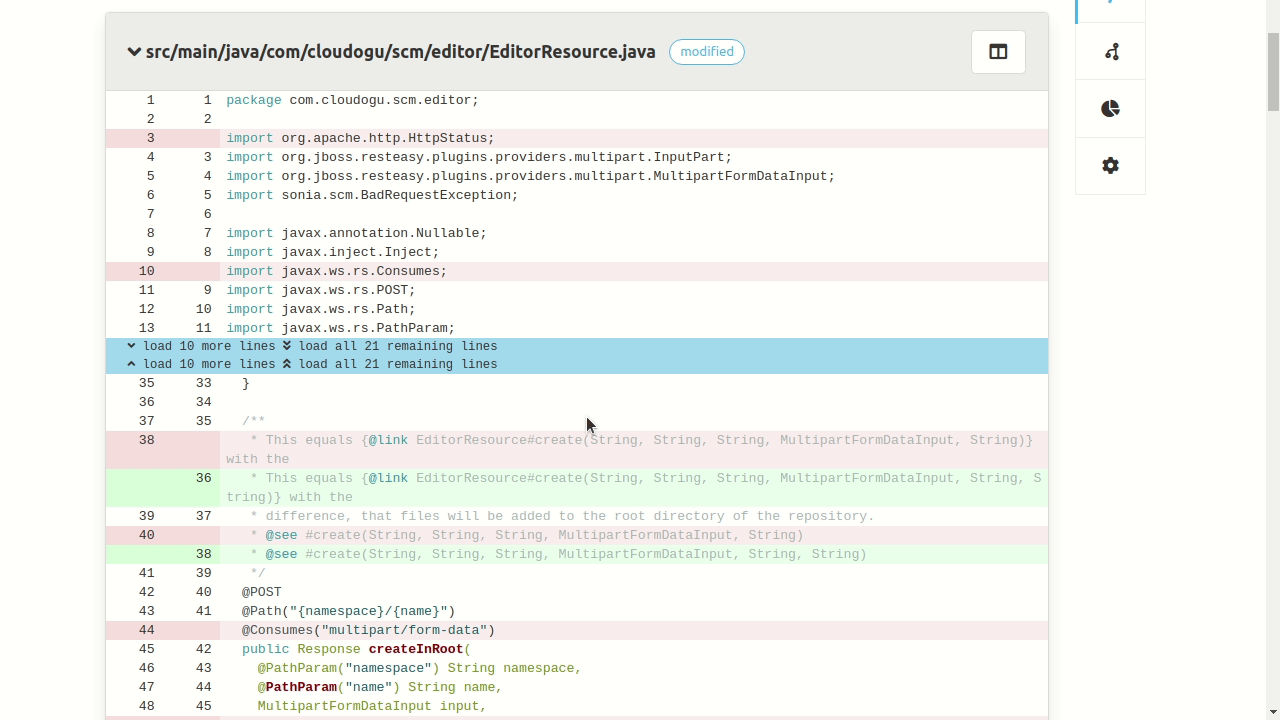 src/main/java/com/cloudogu/scm/editor/EditorResource.java modified
1 1 package com.cloudogu.scm.editor;
2 2
3 import org.apache.http.HttpStatus;
4 3 import org.jboss.resteasy.plugins.providers.multipart.InputPart;
5 4 import org.jboss.resteasy.plugins.providers.multipart.MultipartFormDataInput;
6 5 import sonia.scm.BadRequestException;
7 6
8 7 import javax.annotation.Nullable;
9 8 import javax.inject.Inject;
10 import javax.ws.rs.Consumes;
11 9 import javax.ws.rs.POST;
12 10 import javax.ws.rs.Path;
13 11 import javax.ws.rs.PathParam;
load 10 more lines load all 21 remaining lines
load 10 more lines load all 21 remaining lines
35 33 }
36 34
37 35 /**
38 * This equals {@link EditorResource#create(String, String, String, MultipartFormDataInput, String)}
with the
36 * This equals {@link EditorResource#create(String, String, String, MultipartFormDataInput, String, S
tring)} with the
39 37 * difference, that files will be added to the root directory of the repository.
40 * @see #create(String, String, String, MultipartFormDataInput, String)
38 * @see #create(String, String, String, MultipartFormDataInput, String, String)
41 39 */
42 40 @POST
43 41 @Path("{namespace}/{name}")
44 @Consumes("multipart/form-data")
45 42 public Response createInRoot(
46 43 @PathParam("namespace") String namespace,
47 44 @PathParam("name") String name,
48 45 MultipartFormDataInput input,